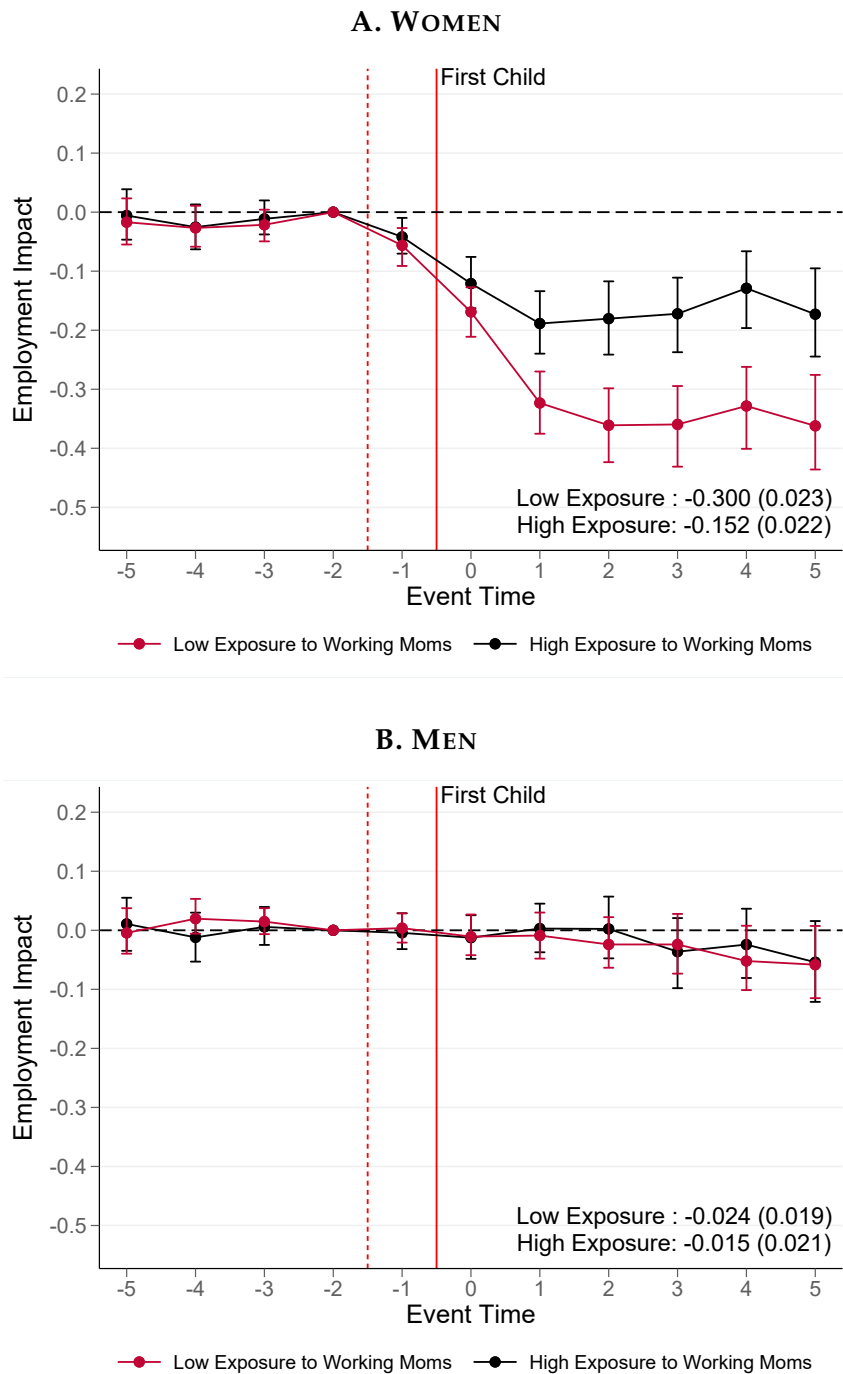 A. WOMEN
First Child
0.2
0.1
0.0
-0.1
-0.2
-0.3
-0.4
-0.5
Employment Impact
Low Exposure : -0.300 (0.023)
High Exposure: -0.152 (0.022)
-5 -4 -3 -2 -1 0 1 2 3 4 5
Event Time
Low Exposure to Working Moms High Exposure to Working Moms
B. MEN
First Child
0.2
0.1
0.0
-0.1
-0.2
-0.3
-0.4
-0.5
Employment Impact
Low Exposure : -0.024 (0.019)
High Exposure: -0.015 (0.021)
-5 -4 -3 -2 -1 0 1 2 3 4 5
Event Time
Low Exposure to Working Moms High Exposure to Working Moms